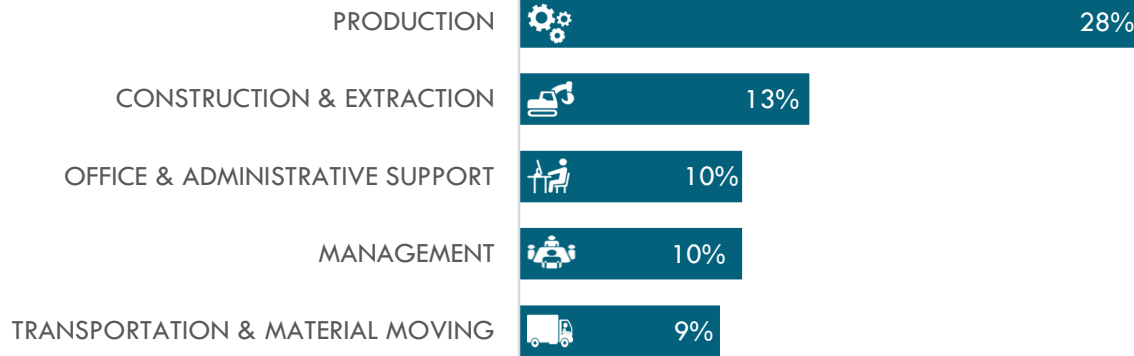 PRODUCTION 28%
CONSTRUCTION & EXTRACTION 13%
OFFICE & ADMINISTRATIVE SUPPORT 10%
MANAGEMENT 10%
TRANSPORTATION & MATERIAL MOVING 9%